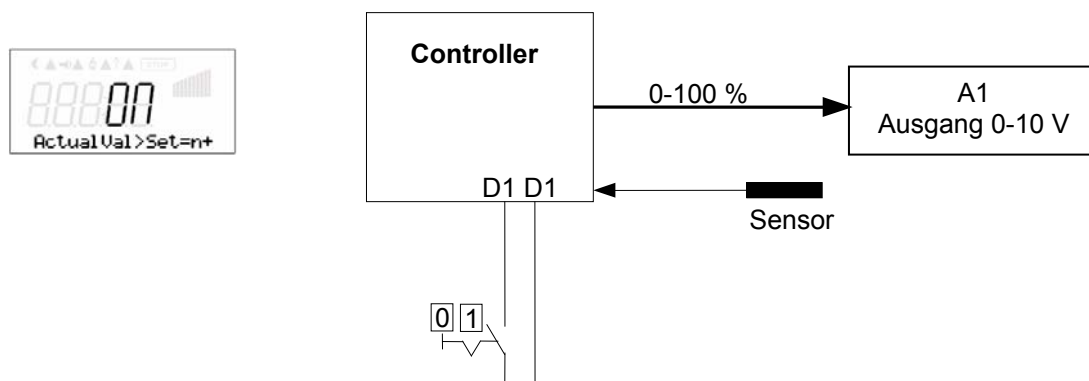 ON
ActualVal>Set=n+
Controller
0-100 %
A1
Ausgang 0-10 V
D1 D1
Sensor
0 1